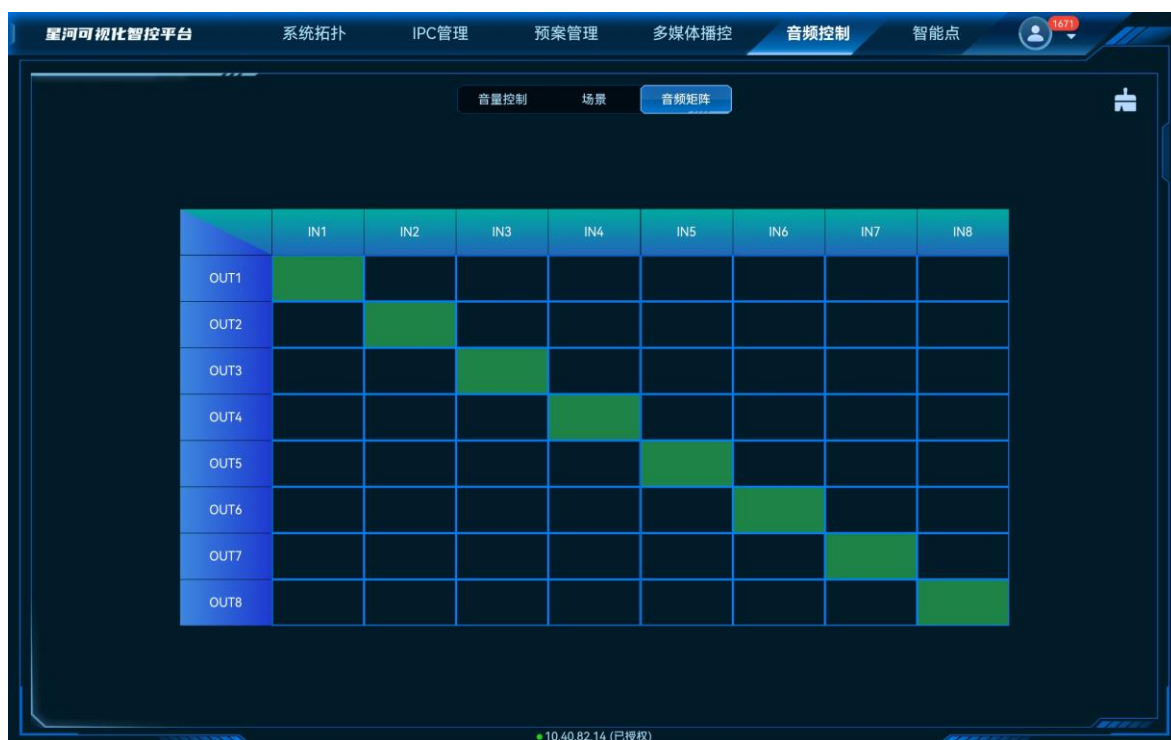 星河可视化智控平台 系统拓扑 IPC管理 预案管理 多媒体播控 音频控制 智能点 1671
音量控制 场景 音频矩阵
IN1 IN2 IN3 IN4 IN5 IN6 IN7 IN8
OUT1
OUT2
OUT3
OUT4
OUT5
OUT6
OUT7
OUT8
10.40.82.14 (已授权)